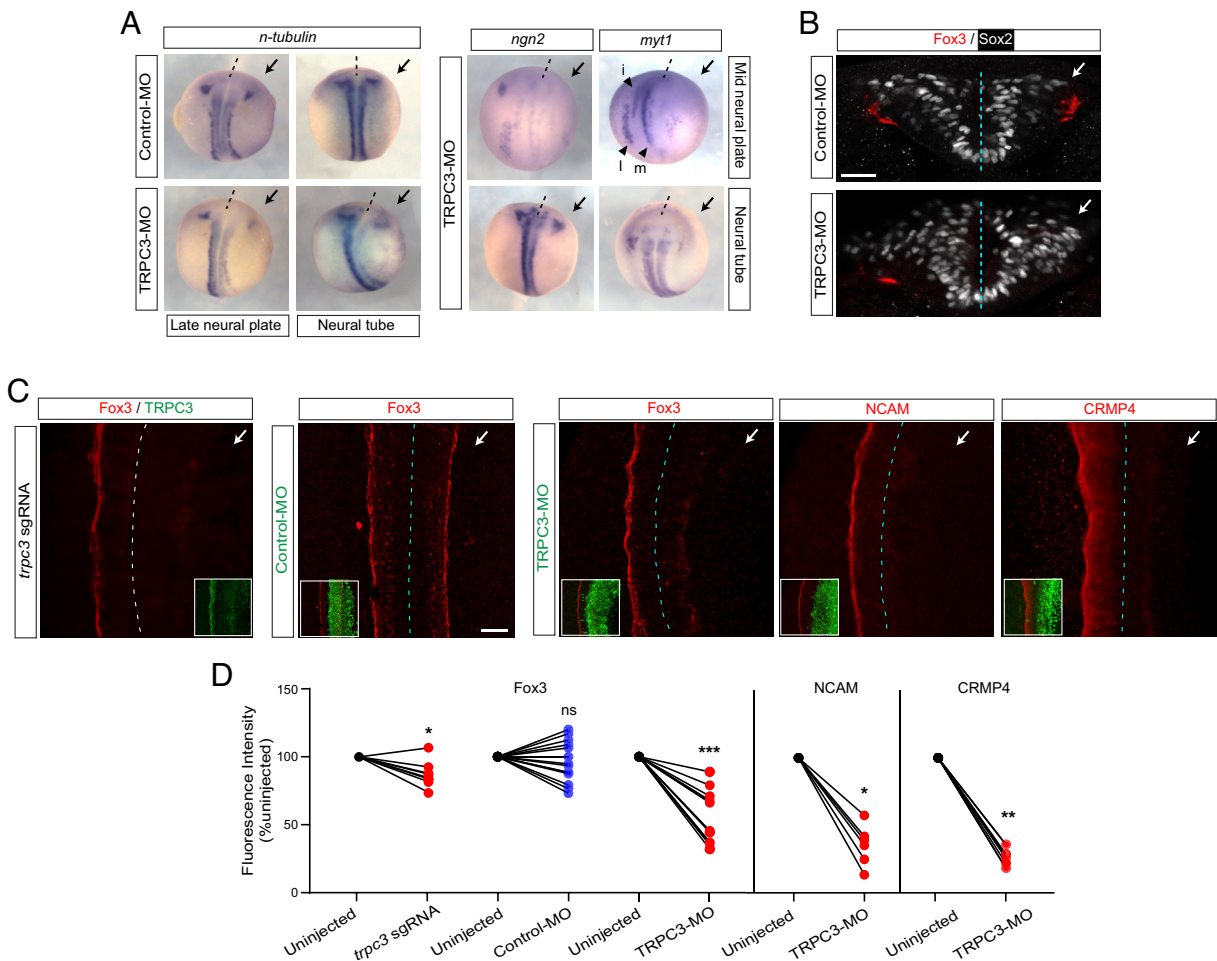 A
n-tubulin
ngn2
myt1
Control-MO
TRPC3-MO
Late neural plate
Neural tube
TRPC3-MO
i
l
m
Mid neural plate
Neural tube
B
Fox3 / Sox2
Control-MO
TRPC3-MO
C
Fox3 / TRPC3
Fox3
Fox3
NCAM
CRMP4
trpc3 sgRNA
Control-MO
TRPC3-MO
D
Fox3
NCAM
CRMP4
Fluorescence Intensity
(%uninjected)
150
100
50
0
*
ns
***
*
**
Uninjected
trpc3 sgRNA
Uninjected
Control-MO
Uninjected
TRPC3-MO
Uninjected
TRPC3-MO
Uninjected
TRPC3-MO